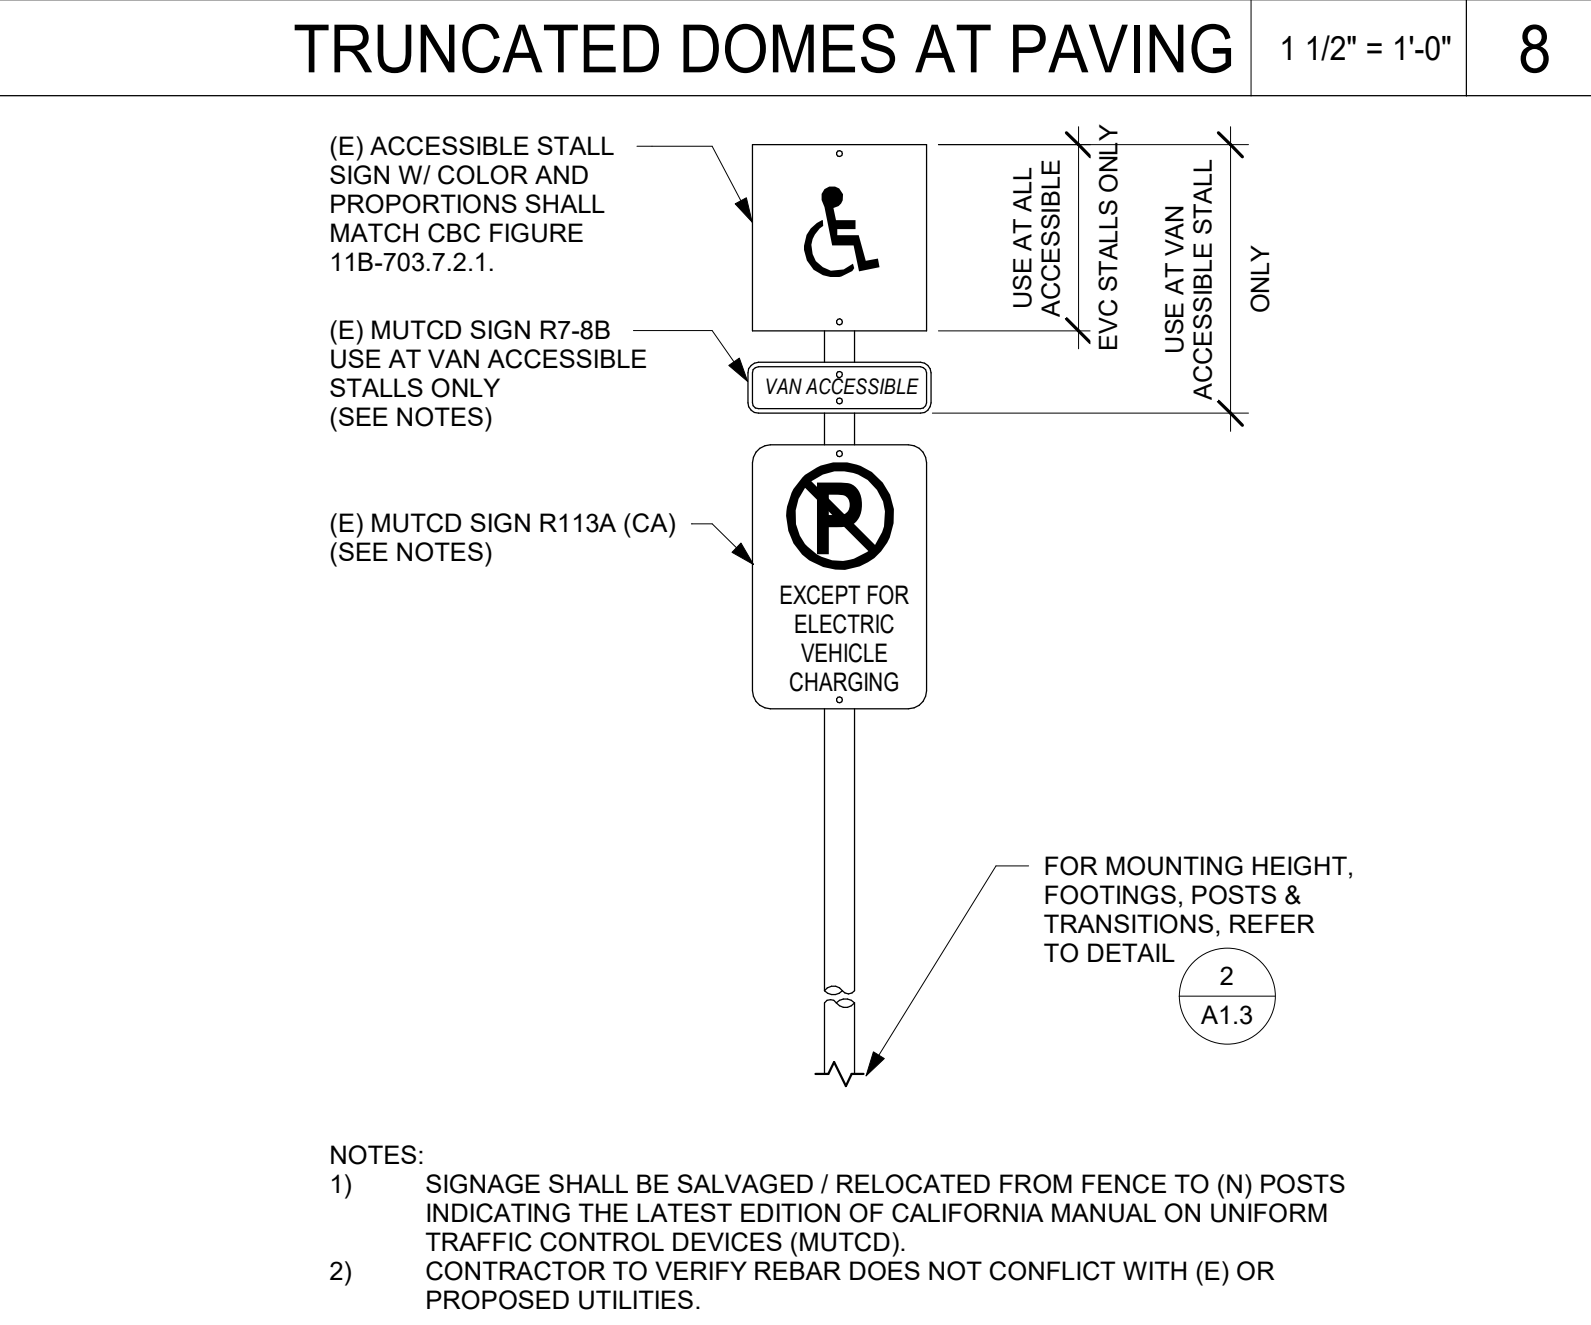 TRUNCATED DOMES AT PAVING
1 1/2" = 1'-0"
8
(E) ACCESSIBLE STALL
SIGN W/ COLOR AND
PROPORTIONS SHALL
MATCH CBC FIGURE
11B-703.7.2.1.
(E) MUTCD SIGN R7-8B
USE AT VAN ACCESSIBLE
STALLS ONLY
(SEE NOTES)
(E) MUTCD SIGN R113A (CA)
(SEE NOTES)
VAN ACCESSIBLE
P
EXCEPT FOR
ELECTRIC
VEHICLE
CHARGING
USE AT ALL
ACCESSIBLE
EVC STALLS ONLY
USE AT VAN
ACCESSIBLE STALL
ONLY
FOR MOUNTING HEIGHT,
FOOTINGS, POSTS &
TRANSITIONS, REFER
TO DETAIL
2
A1.3
NOTES:
1) SIGNAGE SHALL BE SALVAGED / RELOCATED FROM FENCE TO (N) POSTS
INDICATING THE LATEST EDITION OF CALIFORNIA MANUAL ON UNIFORM
TRAFFIC CONTROL DEVICES (MUTCD).
2) CONTRACTOR TO VERIFY REBAR DOES NOT CONFLICT WITH (E) OR
PROPOSED UTILITIES.